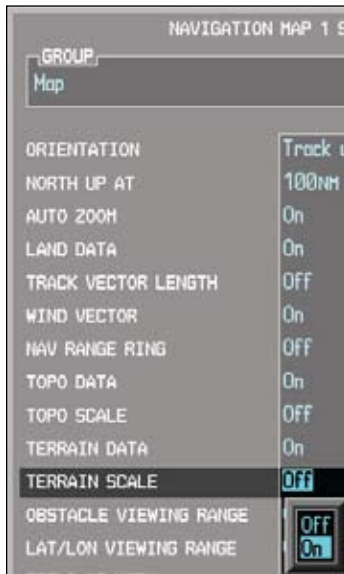 NAVIGATION MAP 1 S
GROUP
Map
ORIENTATION Track
NORTH UP AT 100NM
AUTO ZOOM On
LAND DATA On
TRACK VECTOR LENGTH Off
WIND VECTOR On
NAV RANGE RING Off
TOPO DATA On
TOPO SCALE Off
TERRAIN DATA On
TERRAIN SCALE Off
OBSTACLE VIEWING RANGE
Off
LAT/LON VIEWING RANGE
On